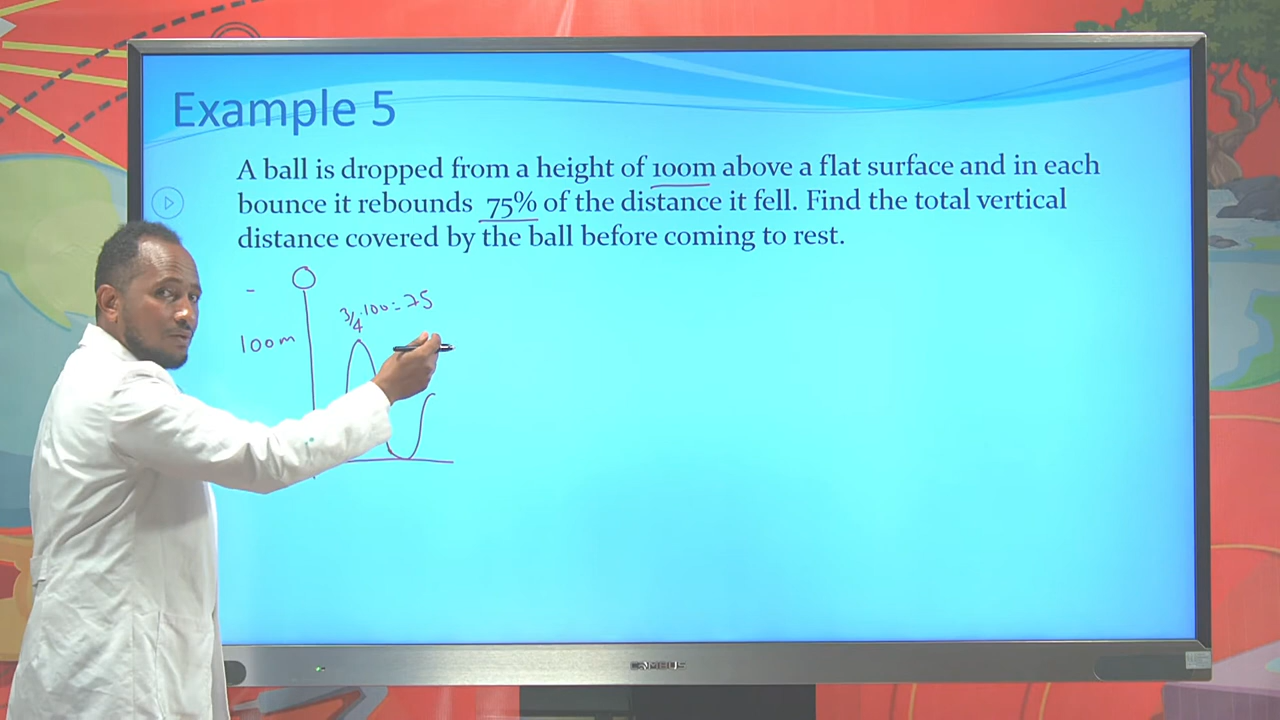 Example 5
A ball is dropped from a height of 100m above a flat surface and in each
bounce it rebounds 75% of the distance it fell. Find the total vertical
distance covered by the ball before coming to rest.
3/4·100=75
100m